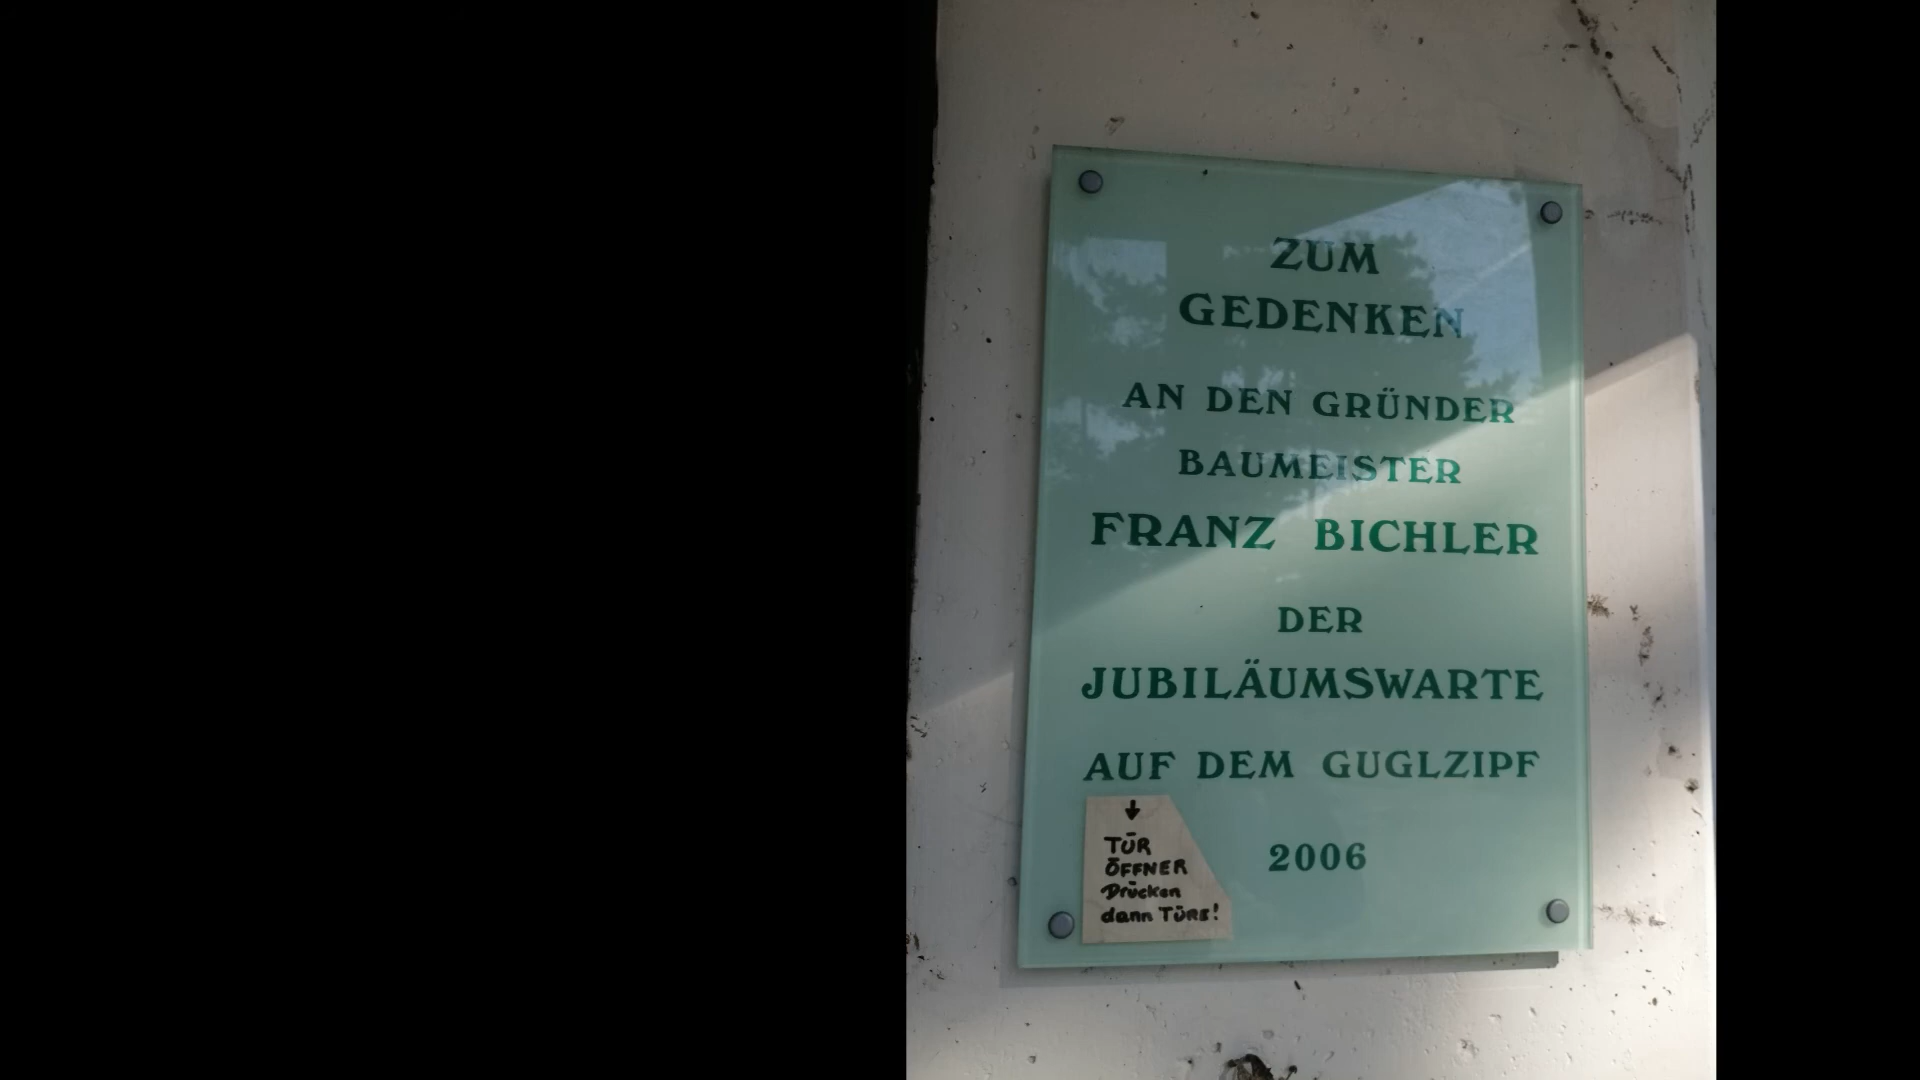 ZUM
GEDENKEN
AN DEN GRÜNDER
BAUMEISTER
FRANZ BICHLER
DER
JUBILÄUMSWARTE
AUF DEM GUGLZIPF
2006
↓
TÜR
ÖFFNER
Drücken
dann TÜRE!